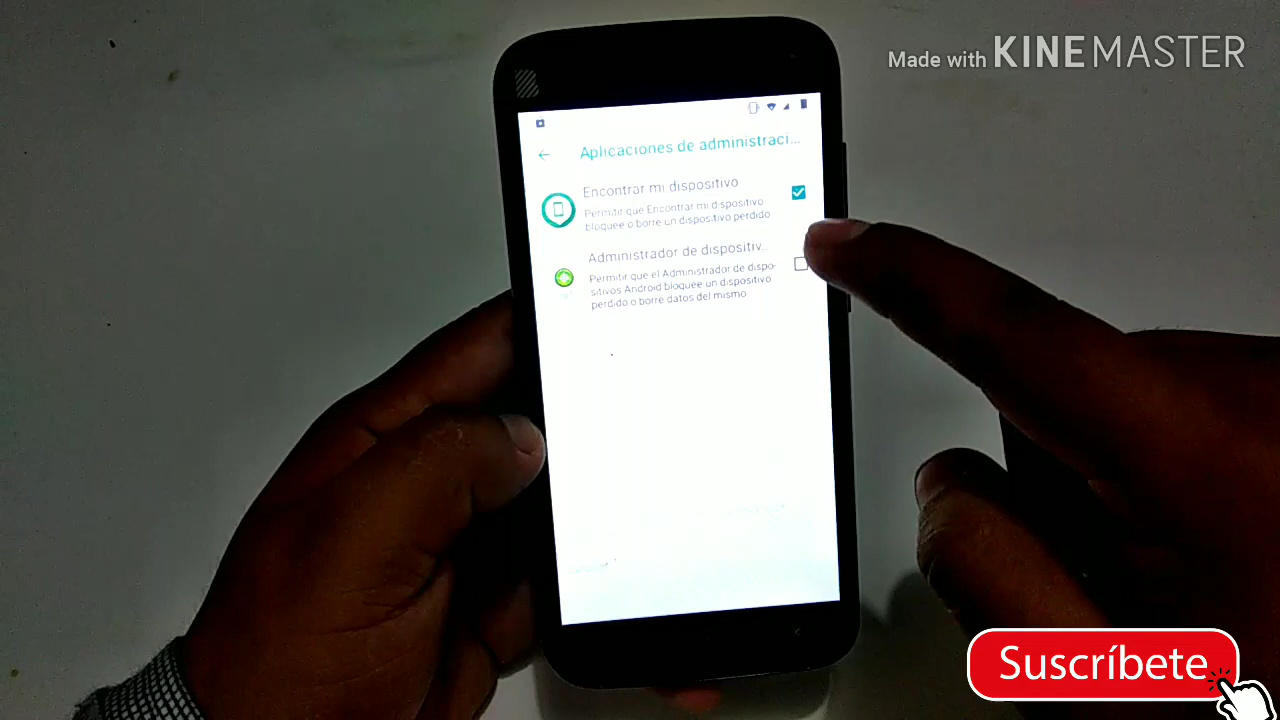 Made with KINEMASTER
Aplicaciones de administraci...
Encontrar mi dispositivo
Permitir que Encontrar mi dispositivo
bloquee o borre un dispositivo perdido
Administrador de dispositiv...
Permitir que el Administrador de dispo-
sitivos Android bloquee un dispositivo
perdido o borre datos del mismo
Suscríbete